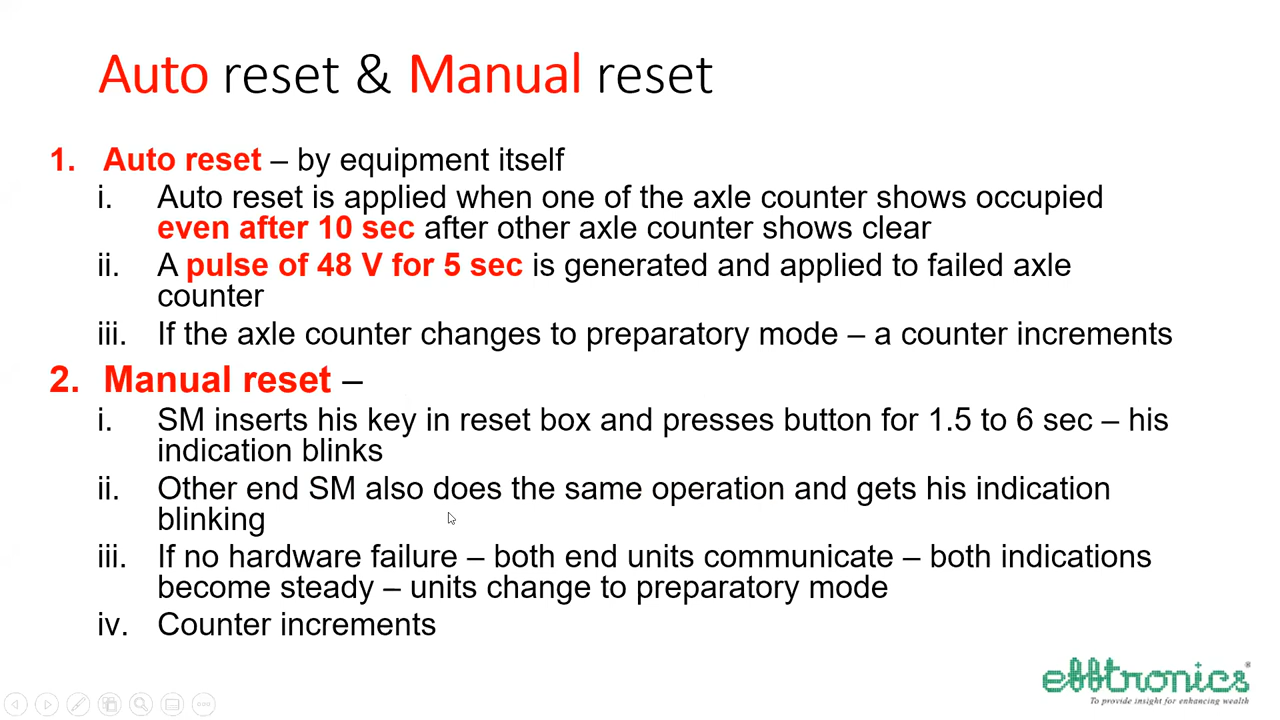 Auto reset & Manual reset
1. Auto reset – by equipment itself
i. Auto reset is applied when one of the axle counter shows occupied
even after 10 sec after other axle counter shows clear
ii. A pulse of 48 V for 5 sec is generated and applied to failed axle
counter
iii. If the axle counter changes to preparatory mode – a counter increments
2. Manual reset –
i. SM inserts his key in reset box and presses button for 1.5 to 6 sec – his
indication blinks
ii. Other end SM also does the same operation and gets his indication
blinking
iii. If no hardware failure – both end units communicate – both indications
become steady – units change to preparatory mode
iv. Counter increments
efftronics®
To provide insight for enhancing wealth